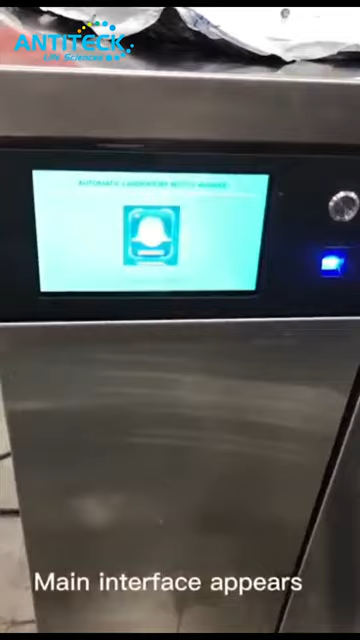 ANTITECK
Life Sciences
AUTOMATIC LABORATORY BOTTLE WASHER
Main interface appears